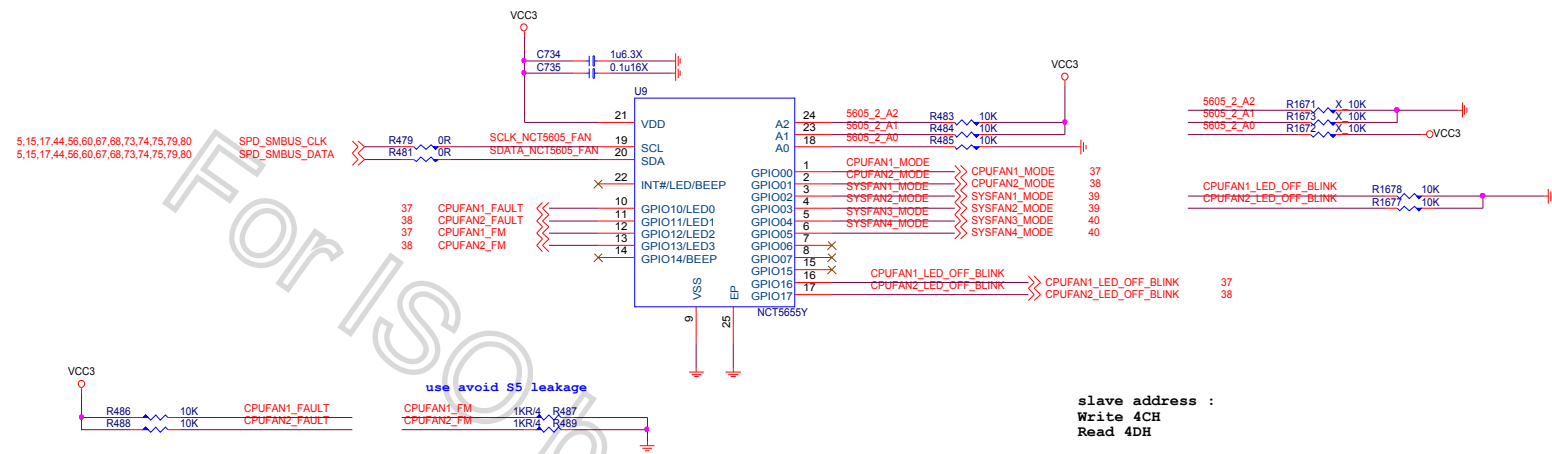 VCC3
C734 1u6.3X
C735 0.1u16X
VCC3
U9
5605_2_A2 R1671 X_10K
5605_2_A1 R1673 X_10K
5605_2_A0 R1672 X_10K VCC3
21 VDD
24 A2 5605_2_A2 R483 10K
23 A1 5605_2_A1 R484 10K
18 A0 5605_2_A0 R485 10K
5,15,17,44,56,60,67,68,73,74,75,79,80 SPD_SMBUS_CLK R479 0R SCLK_NCT5605_FAN 19 SCL
5,15,17,44,56,60,67,68,73,74,75,79,80 SPD_SMBUS_DATA R481 0R SDATA_NCT5605_FAN 20 SDA
22 INT#/LED/BEEP
GPIO00 1 CPUFAN1_MODE CPUFAN1_MODE 37
GPIO01 2 CPUFAN2_MODE CPUFAN2_MODE 38
GPIO02 3 SYSFAN1_MODE SYSFAN1_MODE 39
GPIO03 4 SYSFAN2_MODE SYSFAN2_MODE 39
GPIO04 5 SYSFAN3_MODE SYSFAN3_MODE 40
GPIO05 6 SYSFAN4_MODE SYSFAN4_MODE 40
GPIO06 7
GPIO07 8
GPIO15 15
GPIO16 16 CPUFAN1_LED_OFF_BLINK CPUFAN1_LED_OFF_BLINK 37
GPIO17 17 CPUFAN2_LED_OFF_BLINK CPUFAN2_LED_OFF_BLINK 38
CPUFAN1_LED_OFF_BLINK R1678 10K
CPUFAN2_LED_OFF_BLINK R1677 10K
37 CPUFAN1_FAULT 10 GPIO10/LED0
38 CPUFAN2_FAULT 11 GPIO11/LED1
37 CPUFAN1_FM 12 GPIO12/LED2
38 CPUFAN2_FM 13 GPIO13/LED3
14 GPIO14/BEEP
VSS EP
9 25
NCT5655Y
For ISO
VCC3
use avoid S5 leakage
R486 10K CPUFAN1_FAULT
R488 10K CPUFAN2_FAULT
CPUFAN1_FM 1KR/4 R487
CPUFAN2_FM 1KR/4 R489
slave address :
Write 4CH
Read 4DH